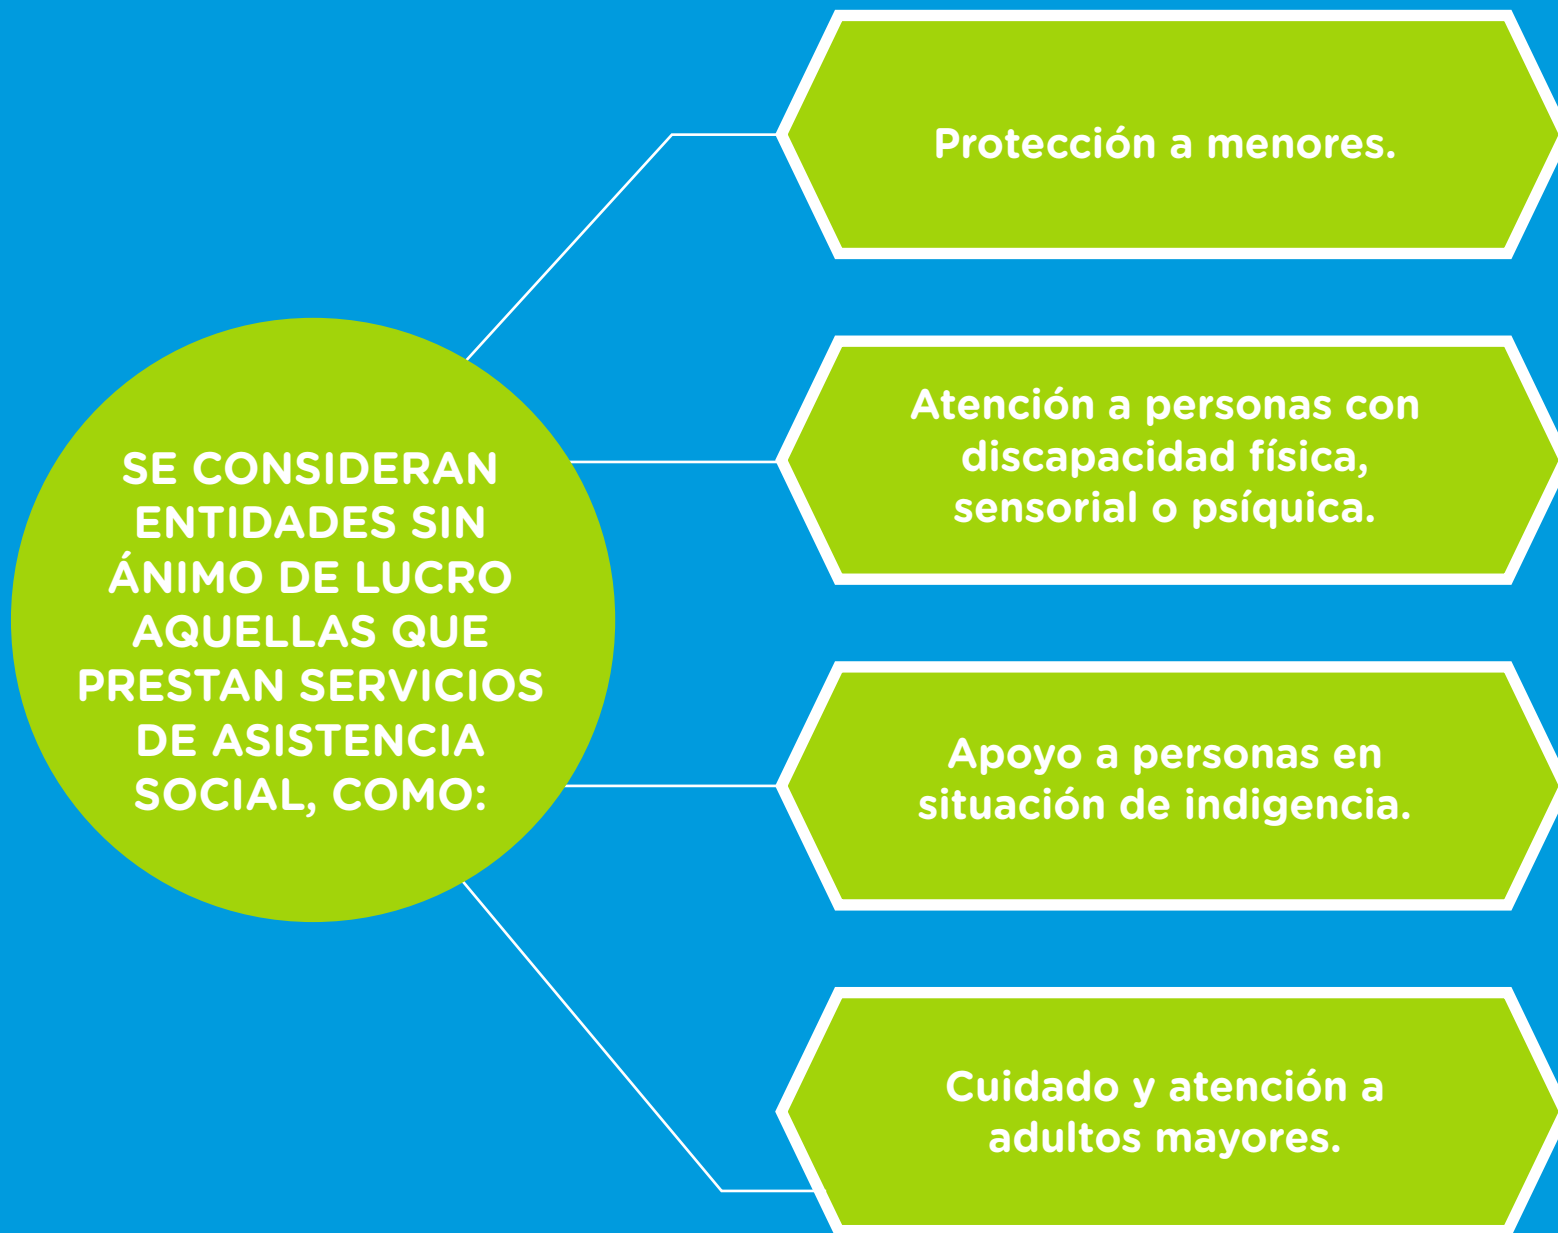 SE CONSIDERAN
ENTIDADES SIN
ÁNIMO DE LUCRO
AQUELLAS QUE
PRESTAN SERVICIOS
DE ASISTENCIA
SOCIAL, COMO:
Protección a menores.
Atención a personas con
discapacidad física,
sensorial o psíquica.
Apoyo a personas en
situación de indigencia.
Cuidado y atención a
adultos mayores.